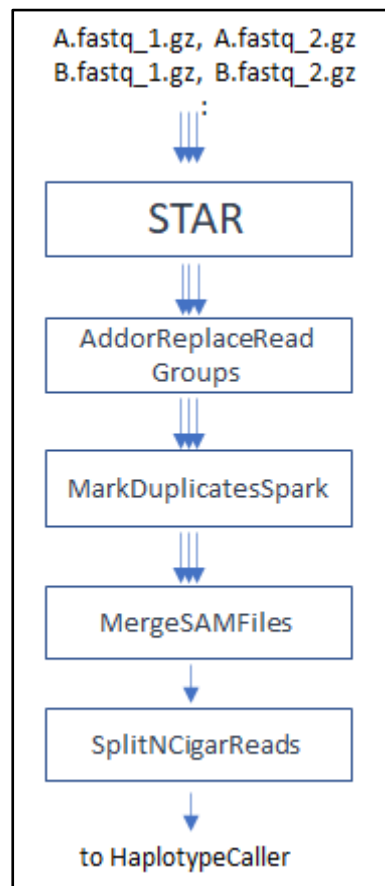 A.fastq_1.gz, A.fastq_2.gz
B.fastq_1.gz, B.fastq_2.gz
:
STAR
AddorReplaceRead
Groups
MarkDuplicatesSpark
MergeSAMFiles
SplitNCigarReads
to HaplotypeCaller